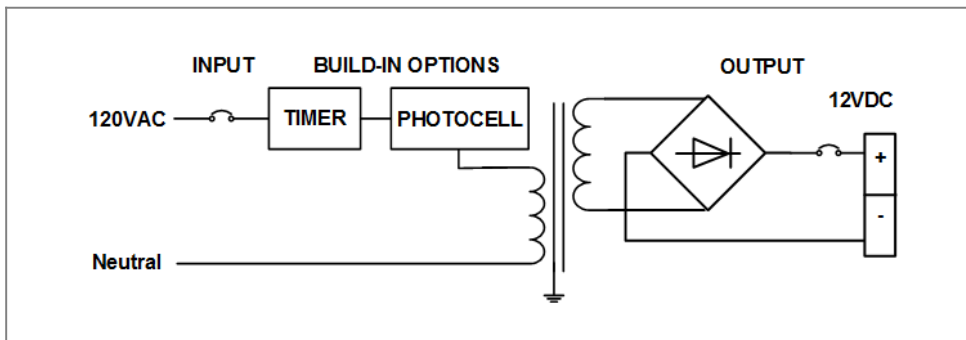 INPUT
BUILD-IN OPTIONS
OUTPUT
12VDC
120VAC
TIMER
PHOTOCELL
+
-
Neutral